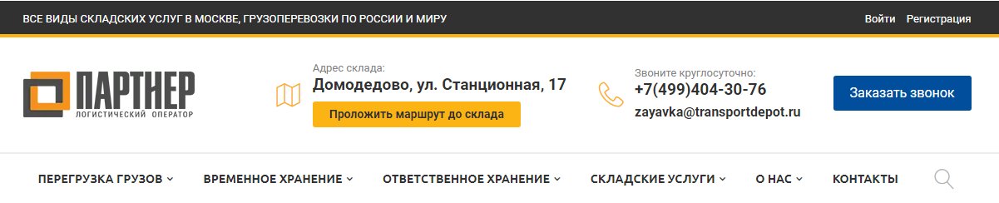 ВСЕ ВИДЫ СКЛАДСКИХ УСЛУГ В МОСКВЕ, ГРУЗОПЕРЕВОЗКИ ПО РОССИИ И МИРУ
Войти Регистрация
ПАРТНЕР
ЛОГИСТИЧЕСКИЙ ОПЕРАТОР
Адрес склада:
Домодедово, ул. Станционная, 17
Проложить маршрут до склада
Звоните круглосуточно:
+7(499)404-30-76
zayavka@transportdepot.ru
Заказать звонок
ПЕРЕГРУЗКА ГРУЗОВ ВРЕМЕННОЕ ХРАНЕНИЕ ОТВЕТСТВЕННОЕ ХРАНЕНИЕ СКЛАДСКИЕ УСЛУГИ О НАС КОНТАКТЫ